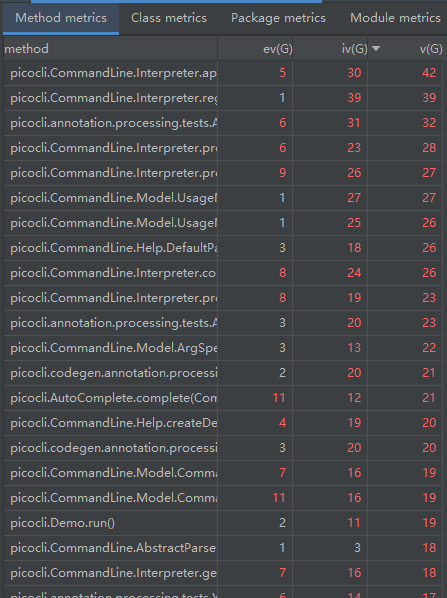 Method metrics Class metrics Package metrics Module metrics
method ev(G) iv(G) v(G)
picocli.CommandLine.Interpreter.ap 5 30 42
picocli.CommandLine.Interpreter.reg 1 39 39
picocli.annotation.processing.tests.A 6 31 32
picocli.CommandLine.Interpreter.pro 6 23 28
picocli.CommandLine.Interpreter.pro 9 26 27
picocli.CommandLine.Model.UsageM 1 27 27
picocli.CommandLine.Model.UsageM 1 25 26
picocli.CommandLine.Help.DefaultPa 3 18 26
picocli.CommandLine.Interpreter.co 8 24 26
picocli.CommandLine.Interpreter.pro 8 19 23
picocli.annotation.processing.tests.A 3 20 23
picocli.CommandLine.Model.ArgSpe 3 13 22
picocli.codegen.annotation.processi 2 20 21
picocli.AutoComplete.complete(Com 11 12 21
picocli.CommandLine.Help.createDe 4 19 20
picocli.codegen.annotation.processi 3 20 20
picocli.CommandLine.Model.Comma 7 16 19
picocli.CommandLine.Model.Comma 11 16 19
picocli.Demo.run() 2 11 19
picocli.CommandLine.AbstractParse 1 3 18
picocli.CommandLine.Interpreter.ge 7 16 18
picocli.annotation.processing.tests. 6 14 17